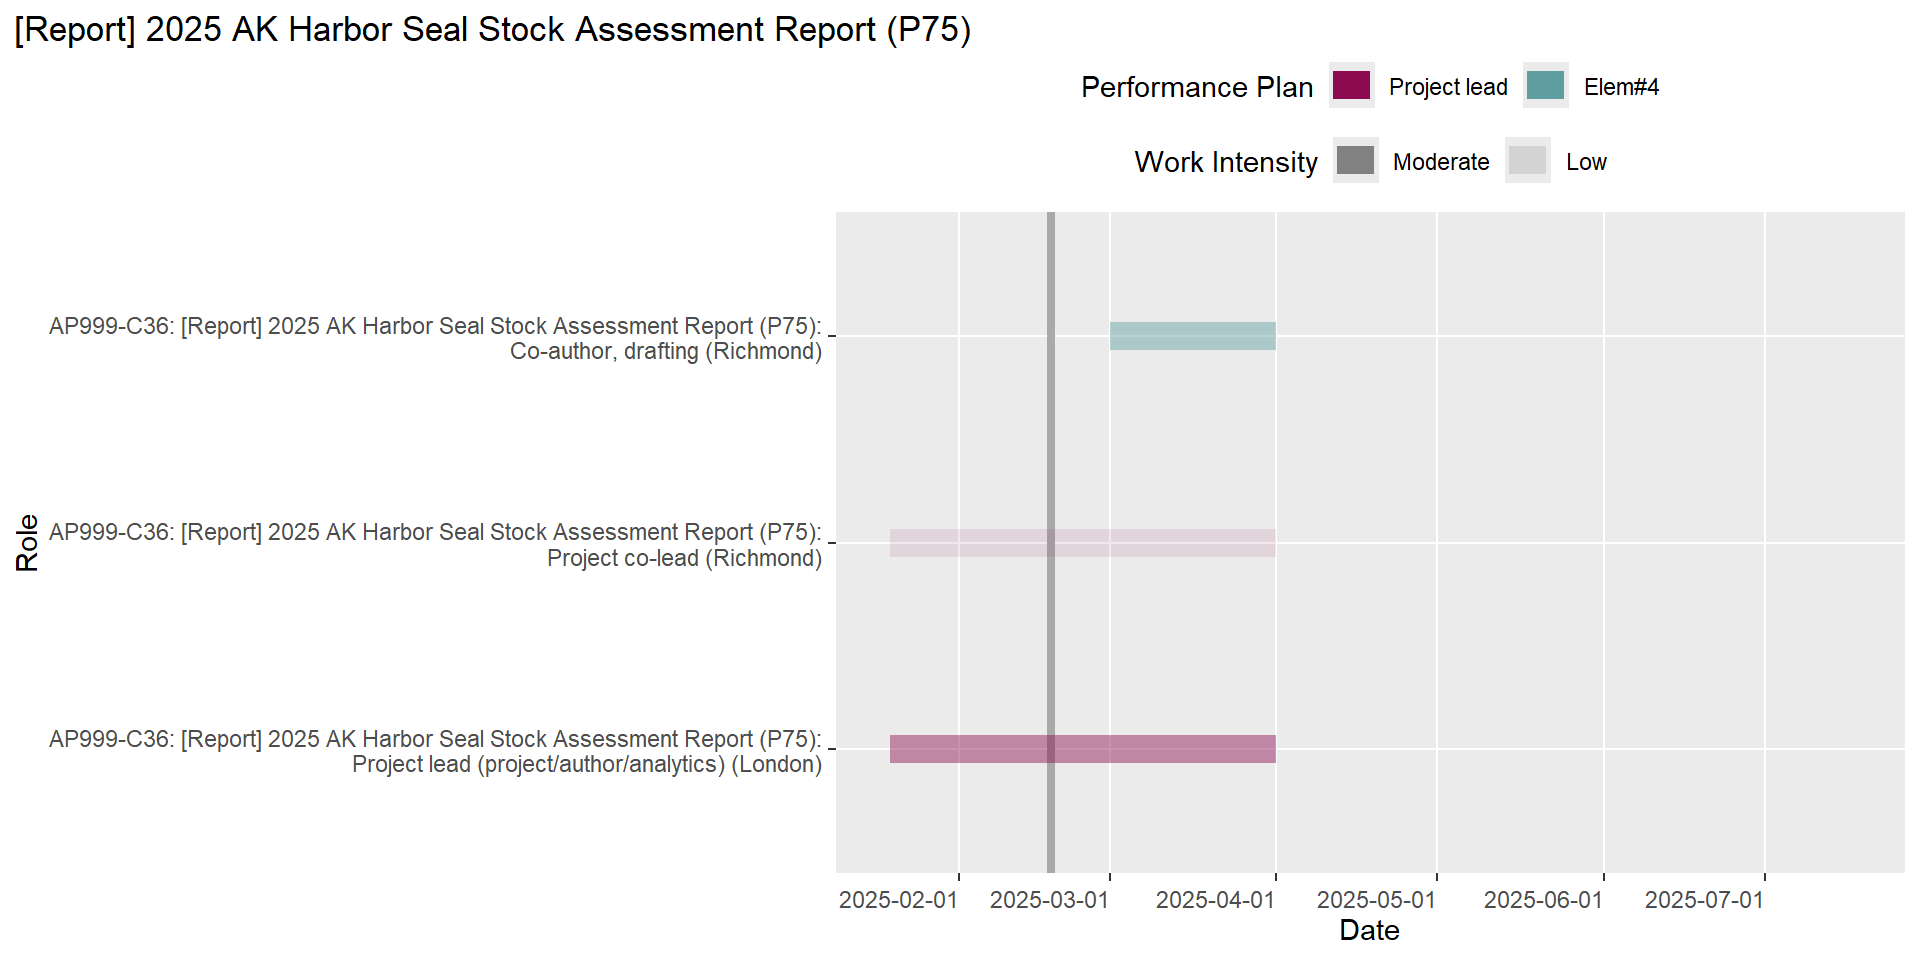 [Report] 2025 AK Harbor Seal Stock Assessment Report (P75)
Performance Plan Project lead Elem#4
Work Intensity Moderate Low
AP999-C36: [Report] 2025 AK Harbor Seal Stock Assessment Report (P75):
Co-author, drafting (Richmond)
Role
AP999-C36: [Report] 2025 AK Harbor Seal Stock Assessment Report (P75):
Project co-lead (Richmond)
AP999-C36: [Report] 2025 AK Harbor Seal Stock Assessment Report (P75):
Project lead (project/author/analytics) (London)
2025-02-01 2025-03-01 2025-04-01 2025-05-01 2025-06-01 2025-07-01
Date